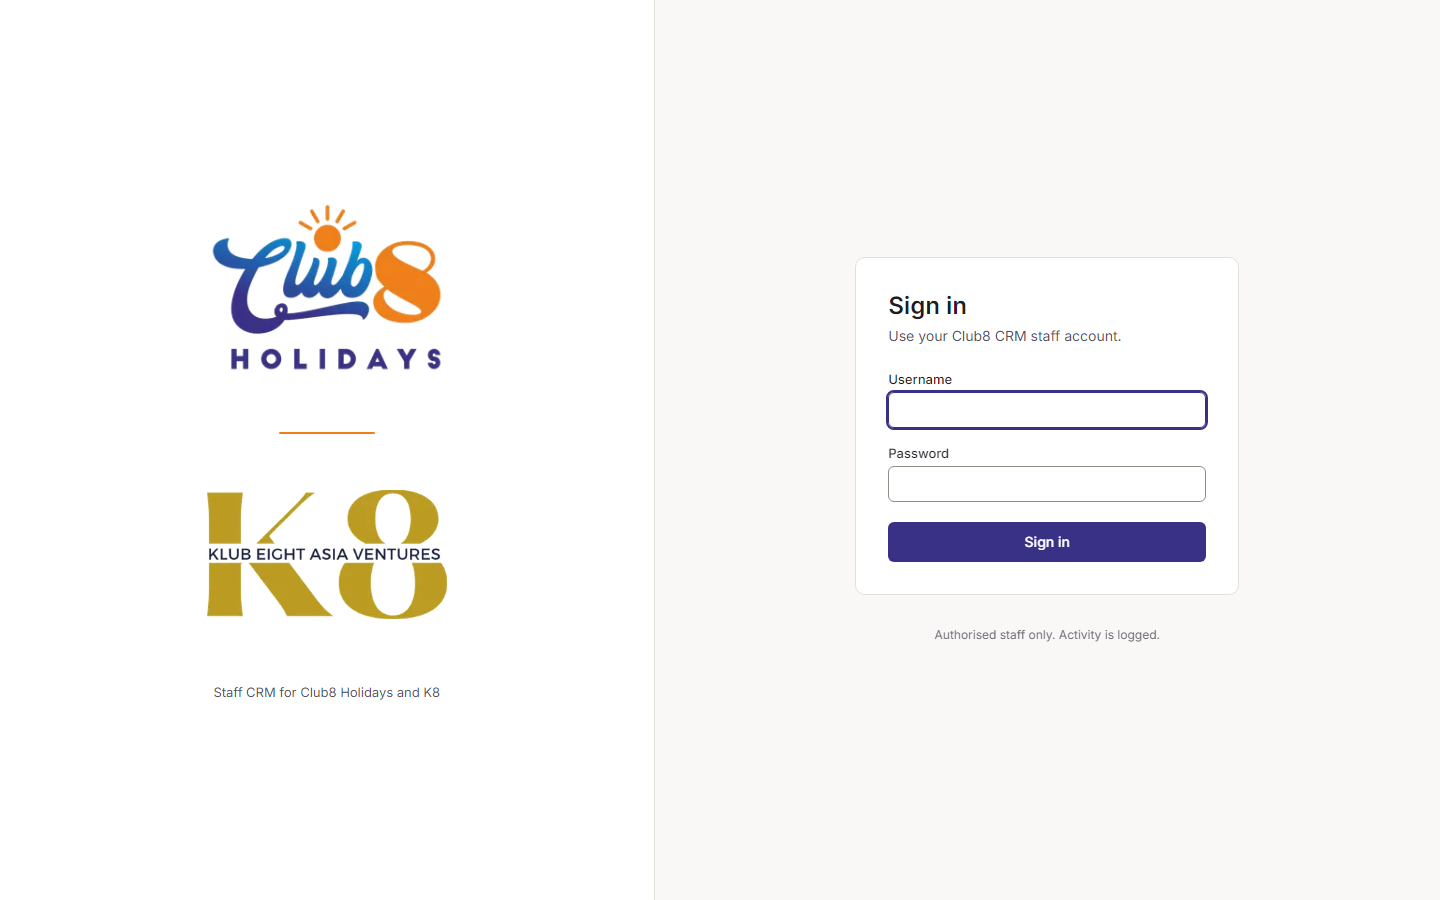 Club8
HOLIDAYS
K8
KLUB EIGHT ASIA VENTURES
Staff CRM for Club8 Holidays and K8
Sign in
Use your Club8 CRM staff account.
Username
Password
Sign in
Authorised staff only. Activity is logged.